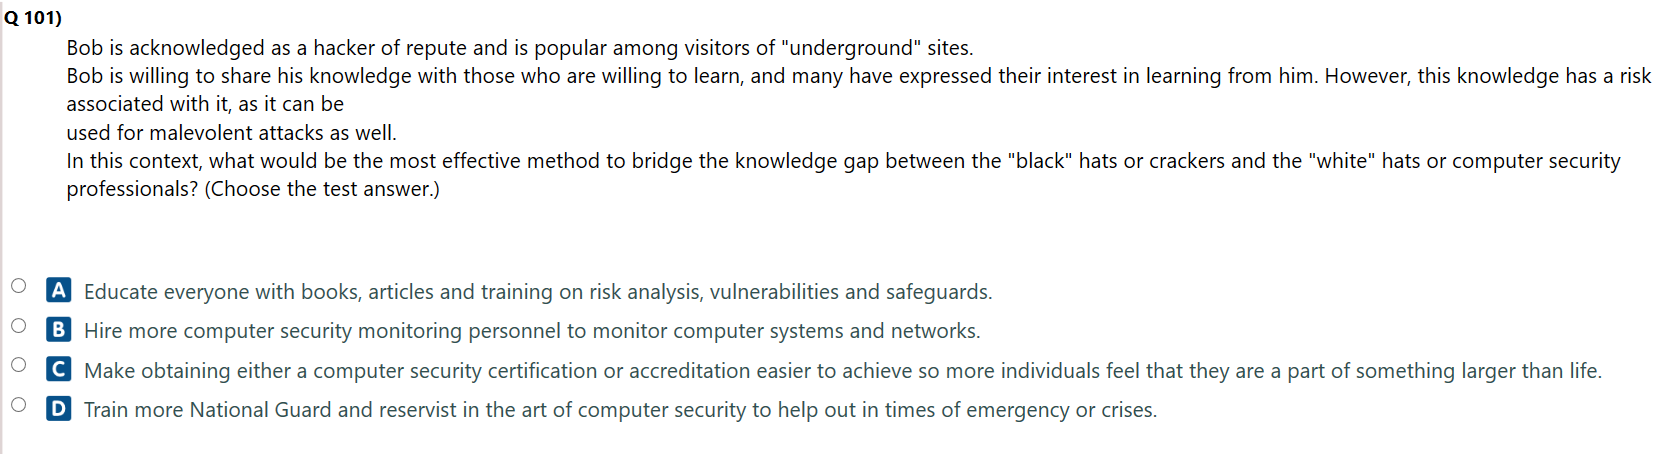 Q 101)
Bob is acknowledged as a hacker of repute and is popular among visitors of "underground" sites.
Bob is willing to share his knowledge with those who are willing to learn, and many have expressed their interest in learning from him. However, this knowledge has a risk
associated with it, as it can be
used for malevolent attacks as well.
In this context, what would be the most effective method to bridge the knowledge gap between the "black" hats or crackers and the "white" hats or computer security
professionals? (Choose the test answer.)
A Educate everyone with books, articles and training on risk analysis, vulnerabilities and safeguards.
B Hire more computer security monitoring personnel to monitor computer systems and networks.
C Make obtaining either a computer security certification or accreditation easier to achieve so more individuals feel that they are a part of something larger than life.
D Train more National Guard and reservist in the art of computer security to help out in times of emergency or crises.